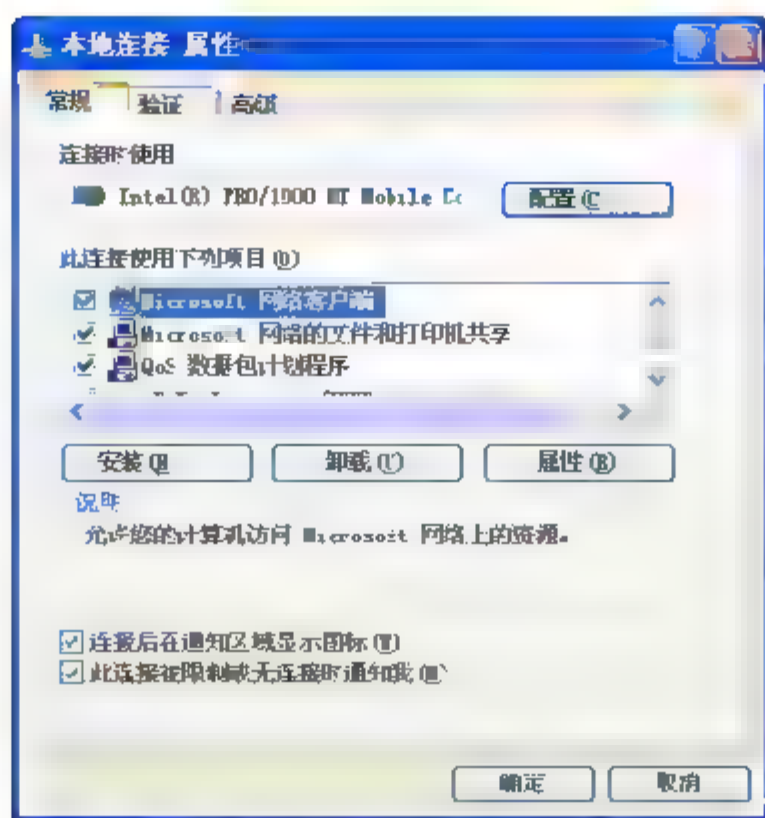 本地连接 属性
常规 验证 高级
连接时使用
Intel(R) PRO/1000 MT Mobile Co 配置(C
此连接使用下列项目(O)
Microsoft 网络客户端
Microsoft 网络的文件和打印机共享
QoS 数据包计划程序
安装(N 卸载(U) 属性(R)
说明
允许您的计算机访问 Microsoft 网络上的资源。
连接后在通知区域显示图标(W)
此连接被限制或无连接时通知我(M)
确定 取消